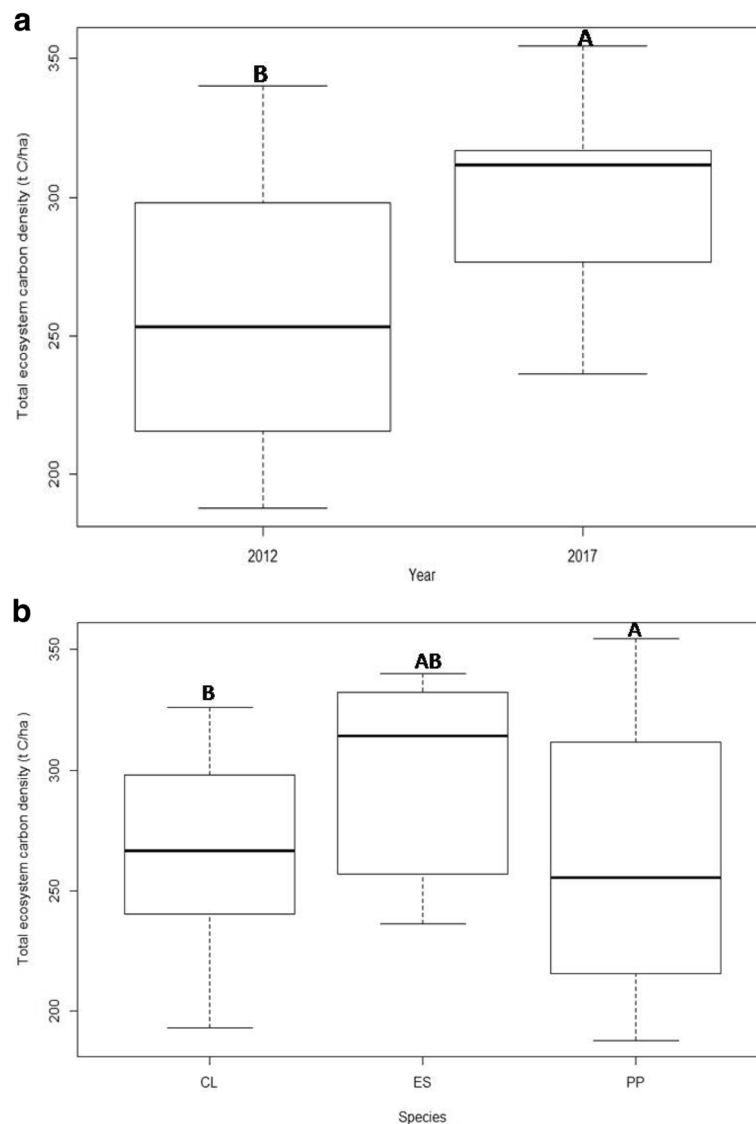 a
B
A
350
300
250
200
Total ecosystem carbon density (t C/ha)
2012
2017
Year
b
B
AB
A
350
300
250
200
Total ecosystem carbon density (t C/ha )
CL
ES
PP
Species